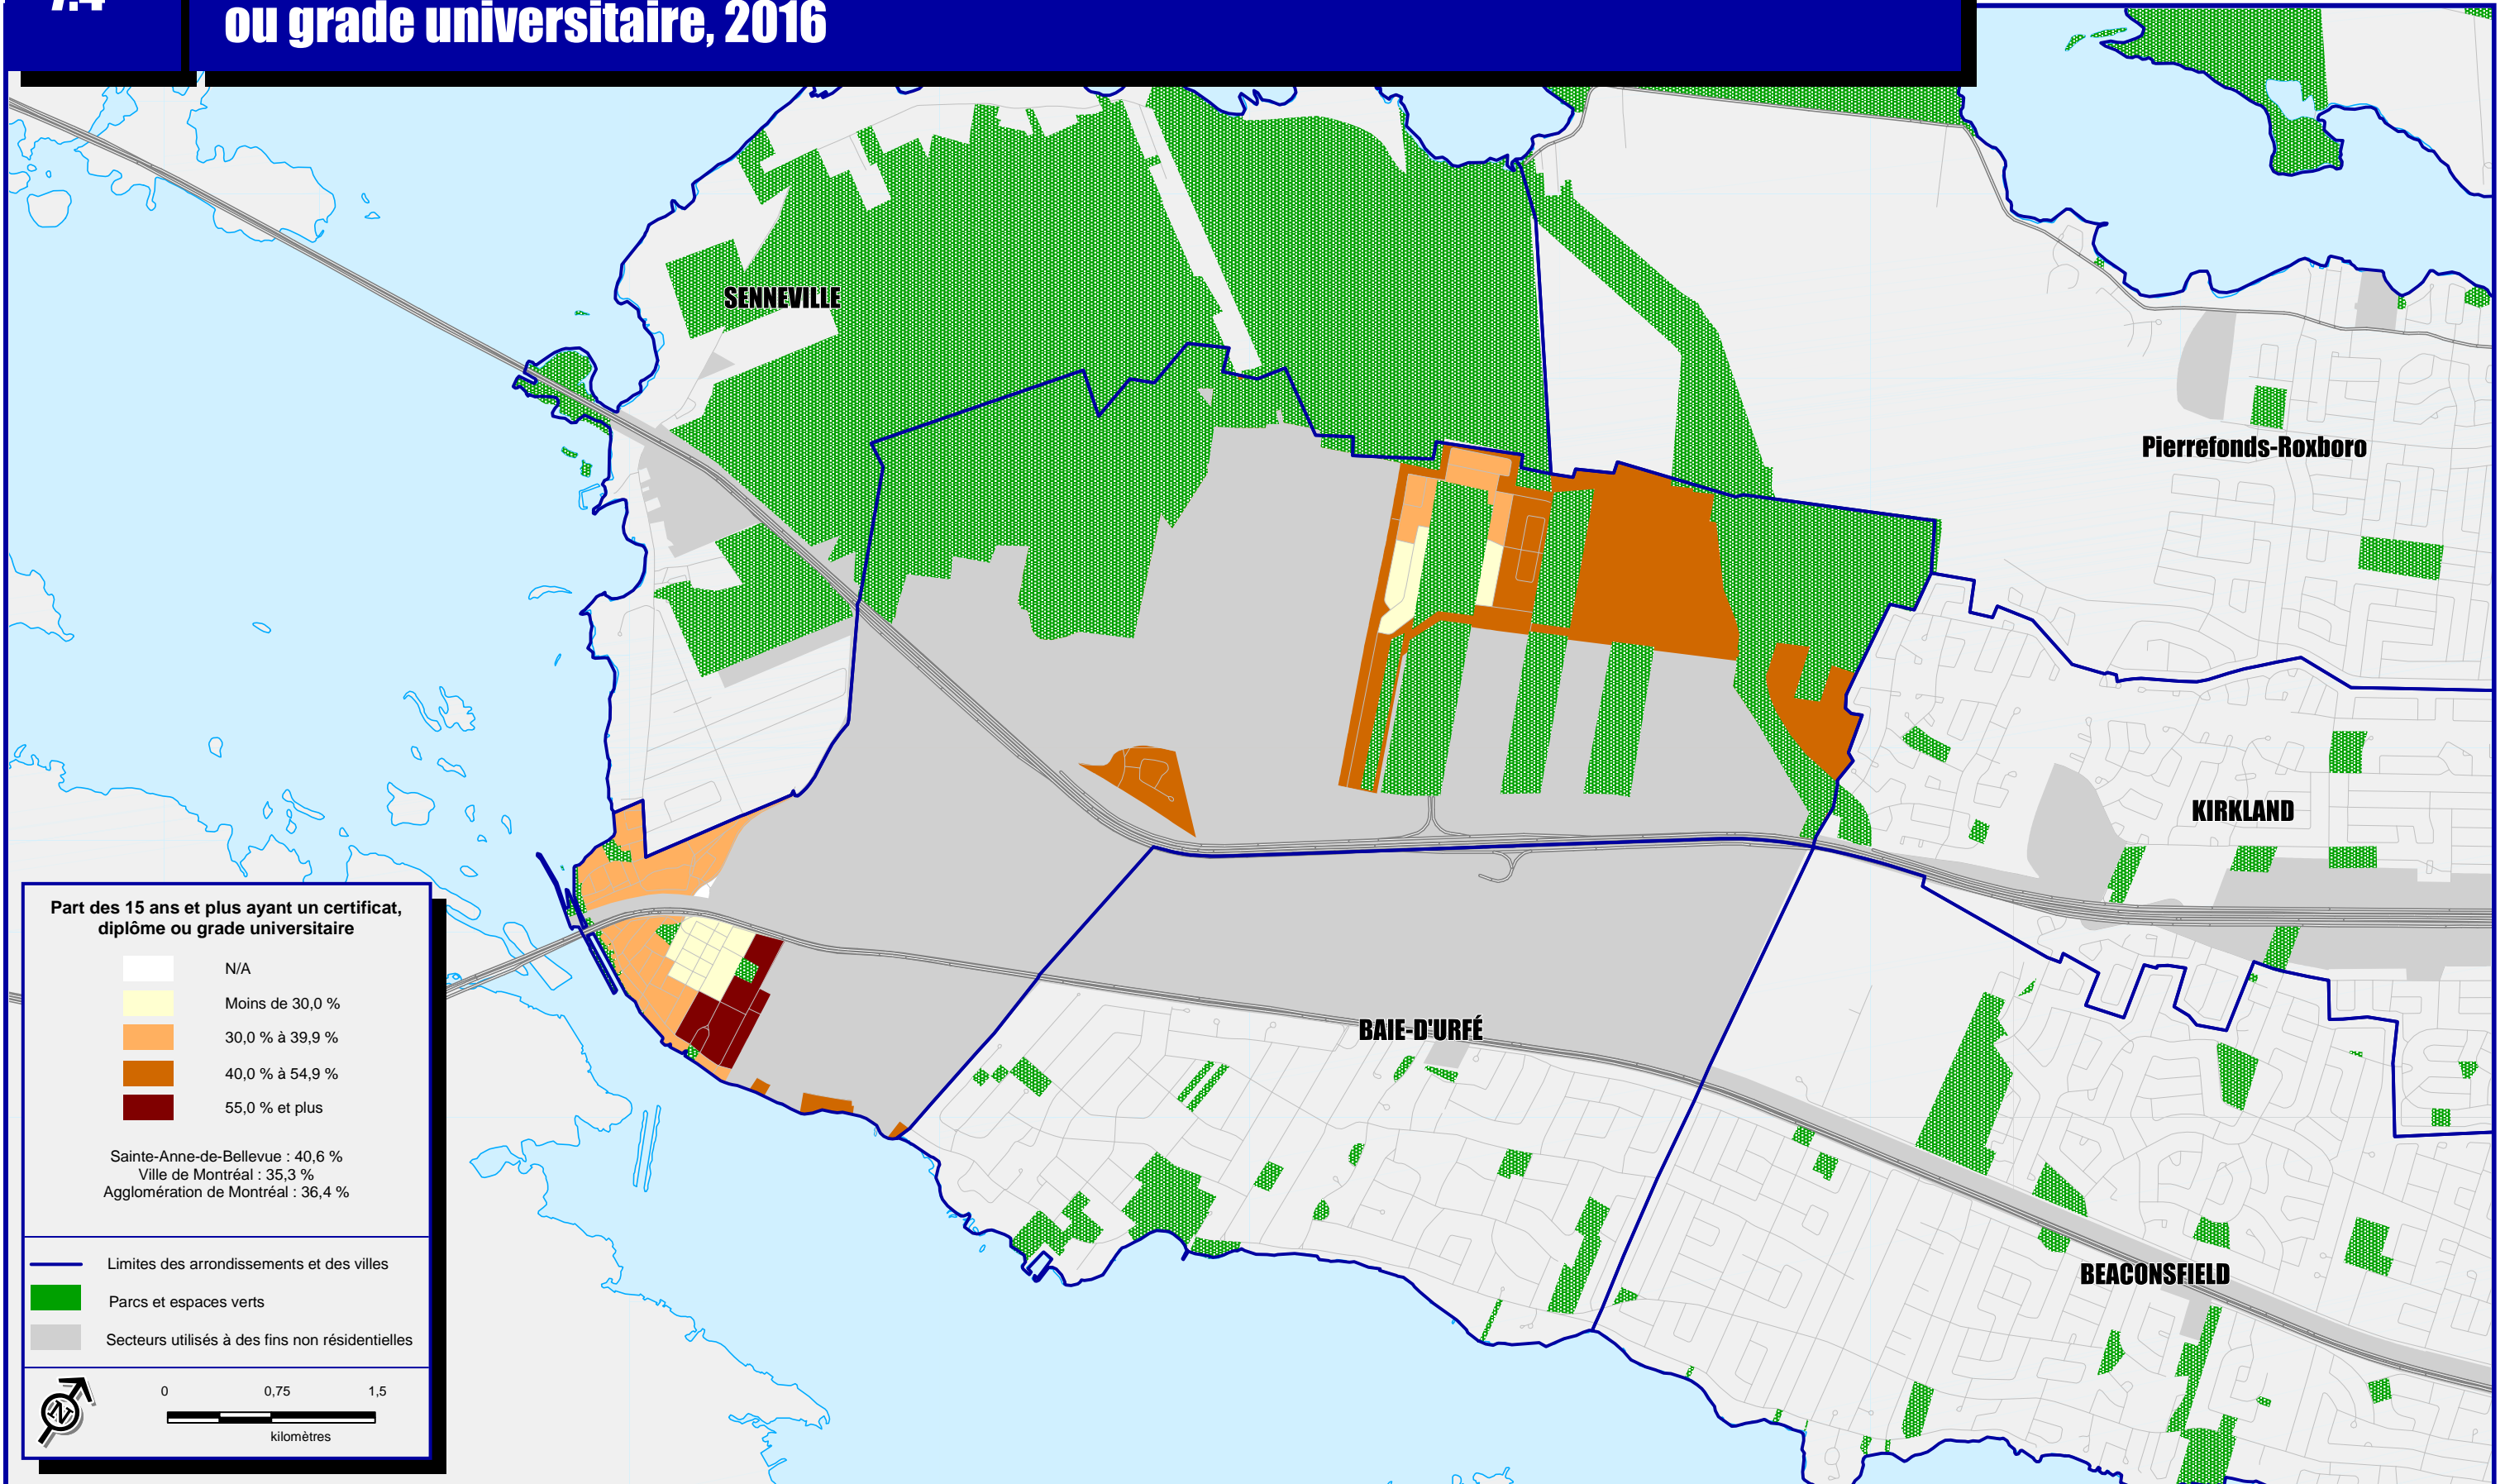 7.4
ou grade universitaire, 2016
SENNEVILLE
Pierrefonds-Roxboro
KIRKLAND
BAIE-D'URFÉ
BEACONSFIELD
Part des 15 ans et plus ayant un certificat,
diplôme ou grade universitaire
N/A
Moins de 30,0 %
30,0 % à 39,9 %
40,0 % à 54,9 %
55,0 % et plus
Sainte-Anne-de-Bellevue : 40,6 %
Ville de Montréal : 35,3 %
Agglomération de Montréal : 36,4 %
Limites des arrondissements et des villes
Parcs et espaces verts
Secteurs utilisés à des fins non résidentielles
N
0 0,75 1,5
kilomètres